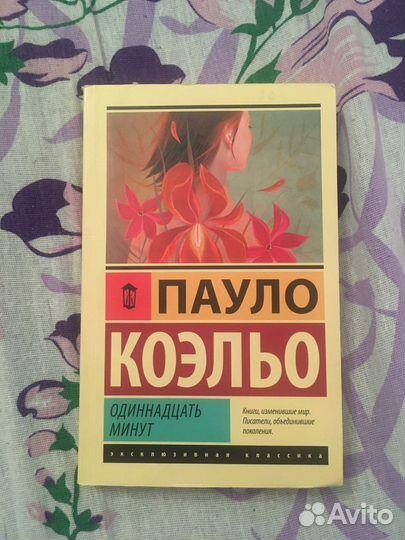 ПАУЛО
КОЭЛЬО
ОДИННАДЦАТЬ
МИНУТ
Книги, изменившие мир.
Писатели, объединившие
поколения.
эксклюзивная классика
Avito